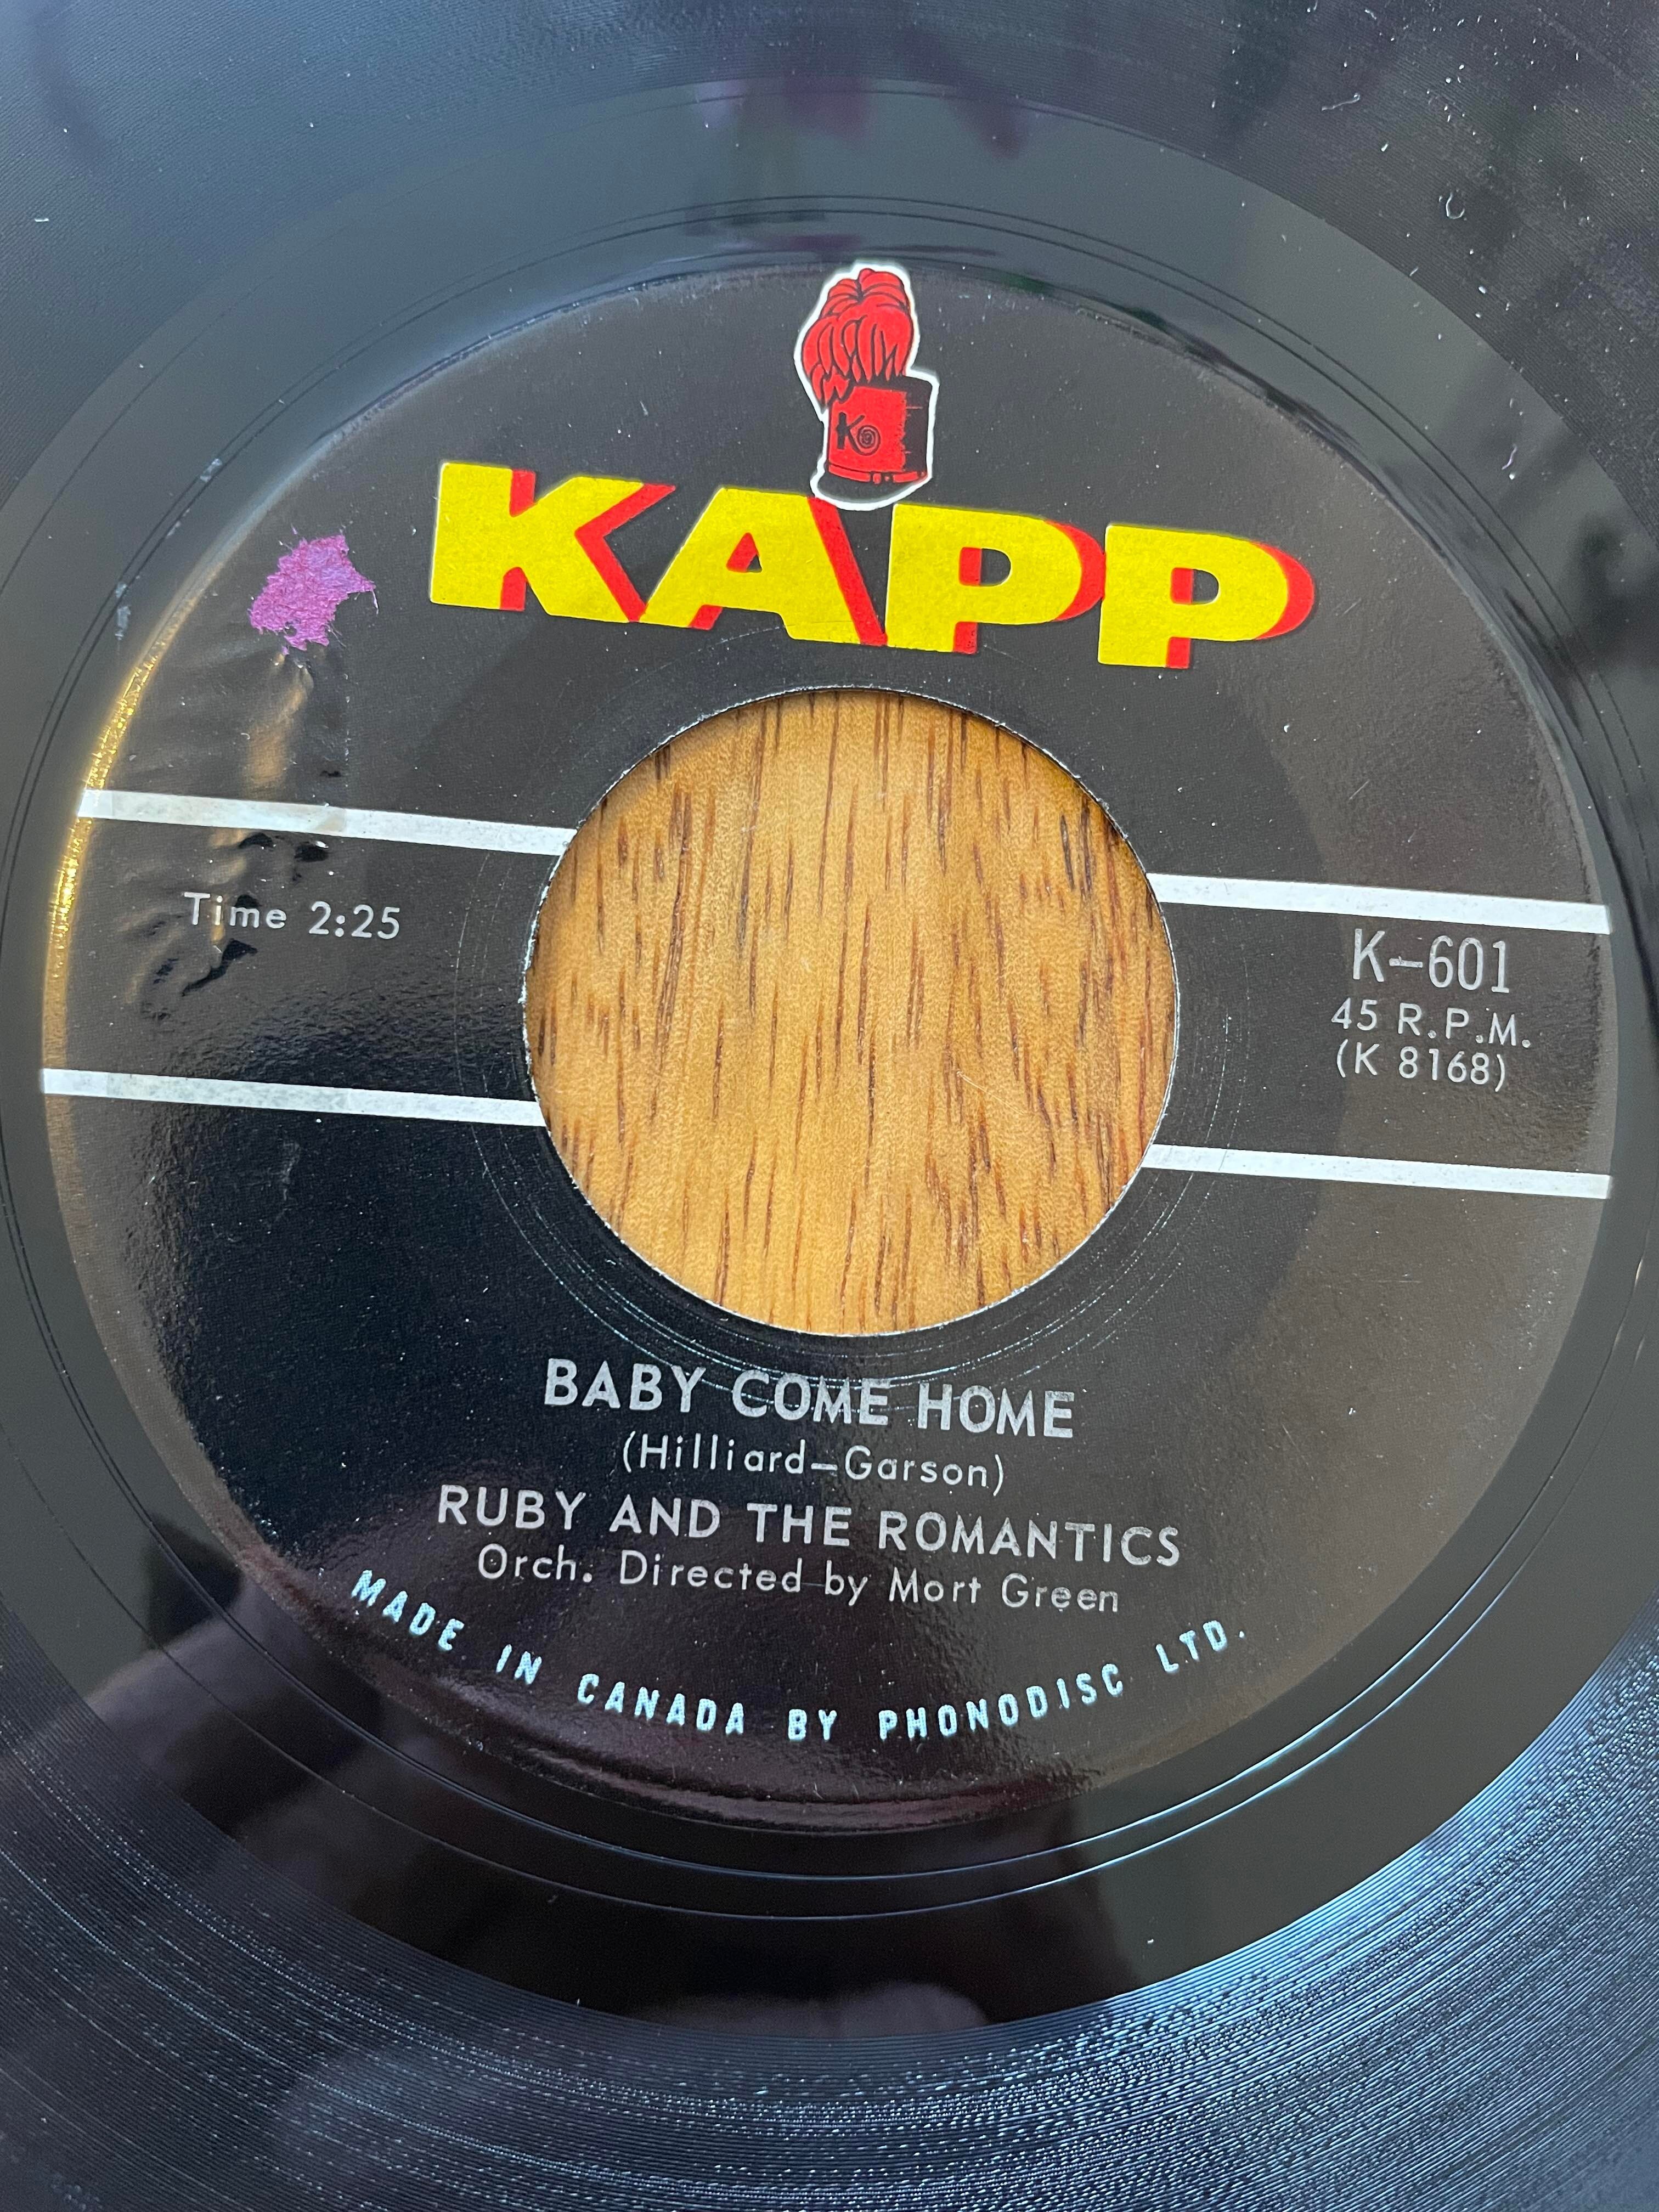 K
KAPP
Time 2:25
K-601
45 R.P.M.
(K 8168)
BABY COME HOME
(Hilliard-Garson)
RUBY AND THE ROMANTICS
Orch. Directed by Mort Green
MADE IN CANADA BY PHONODISC LTD.